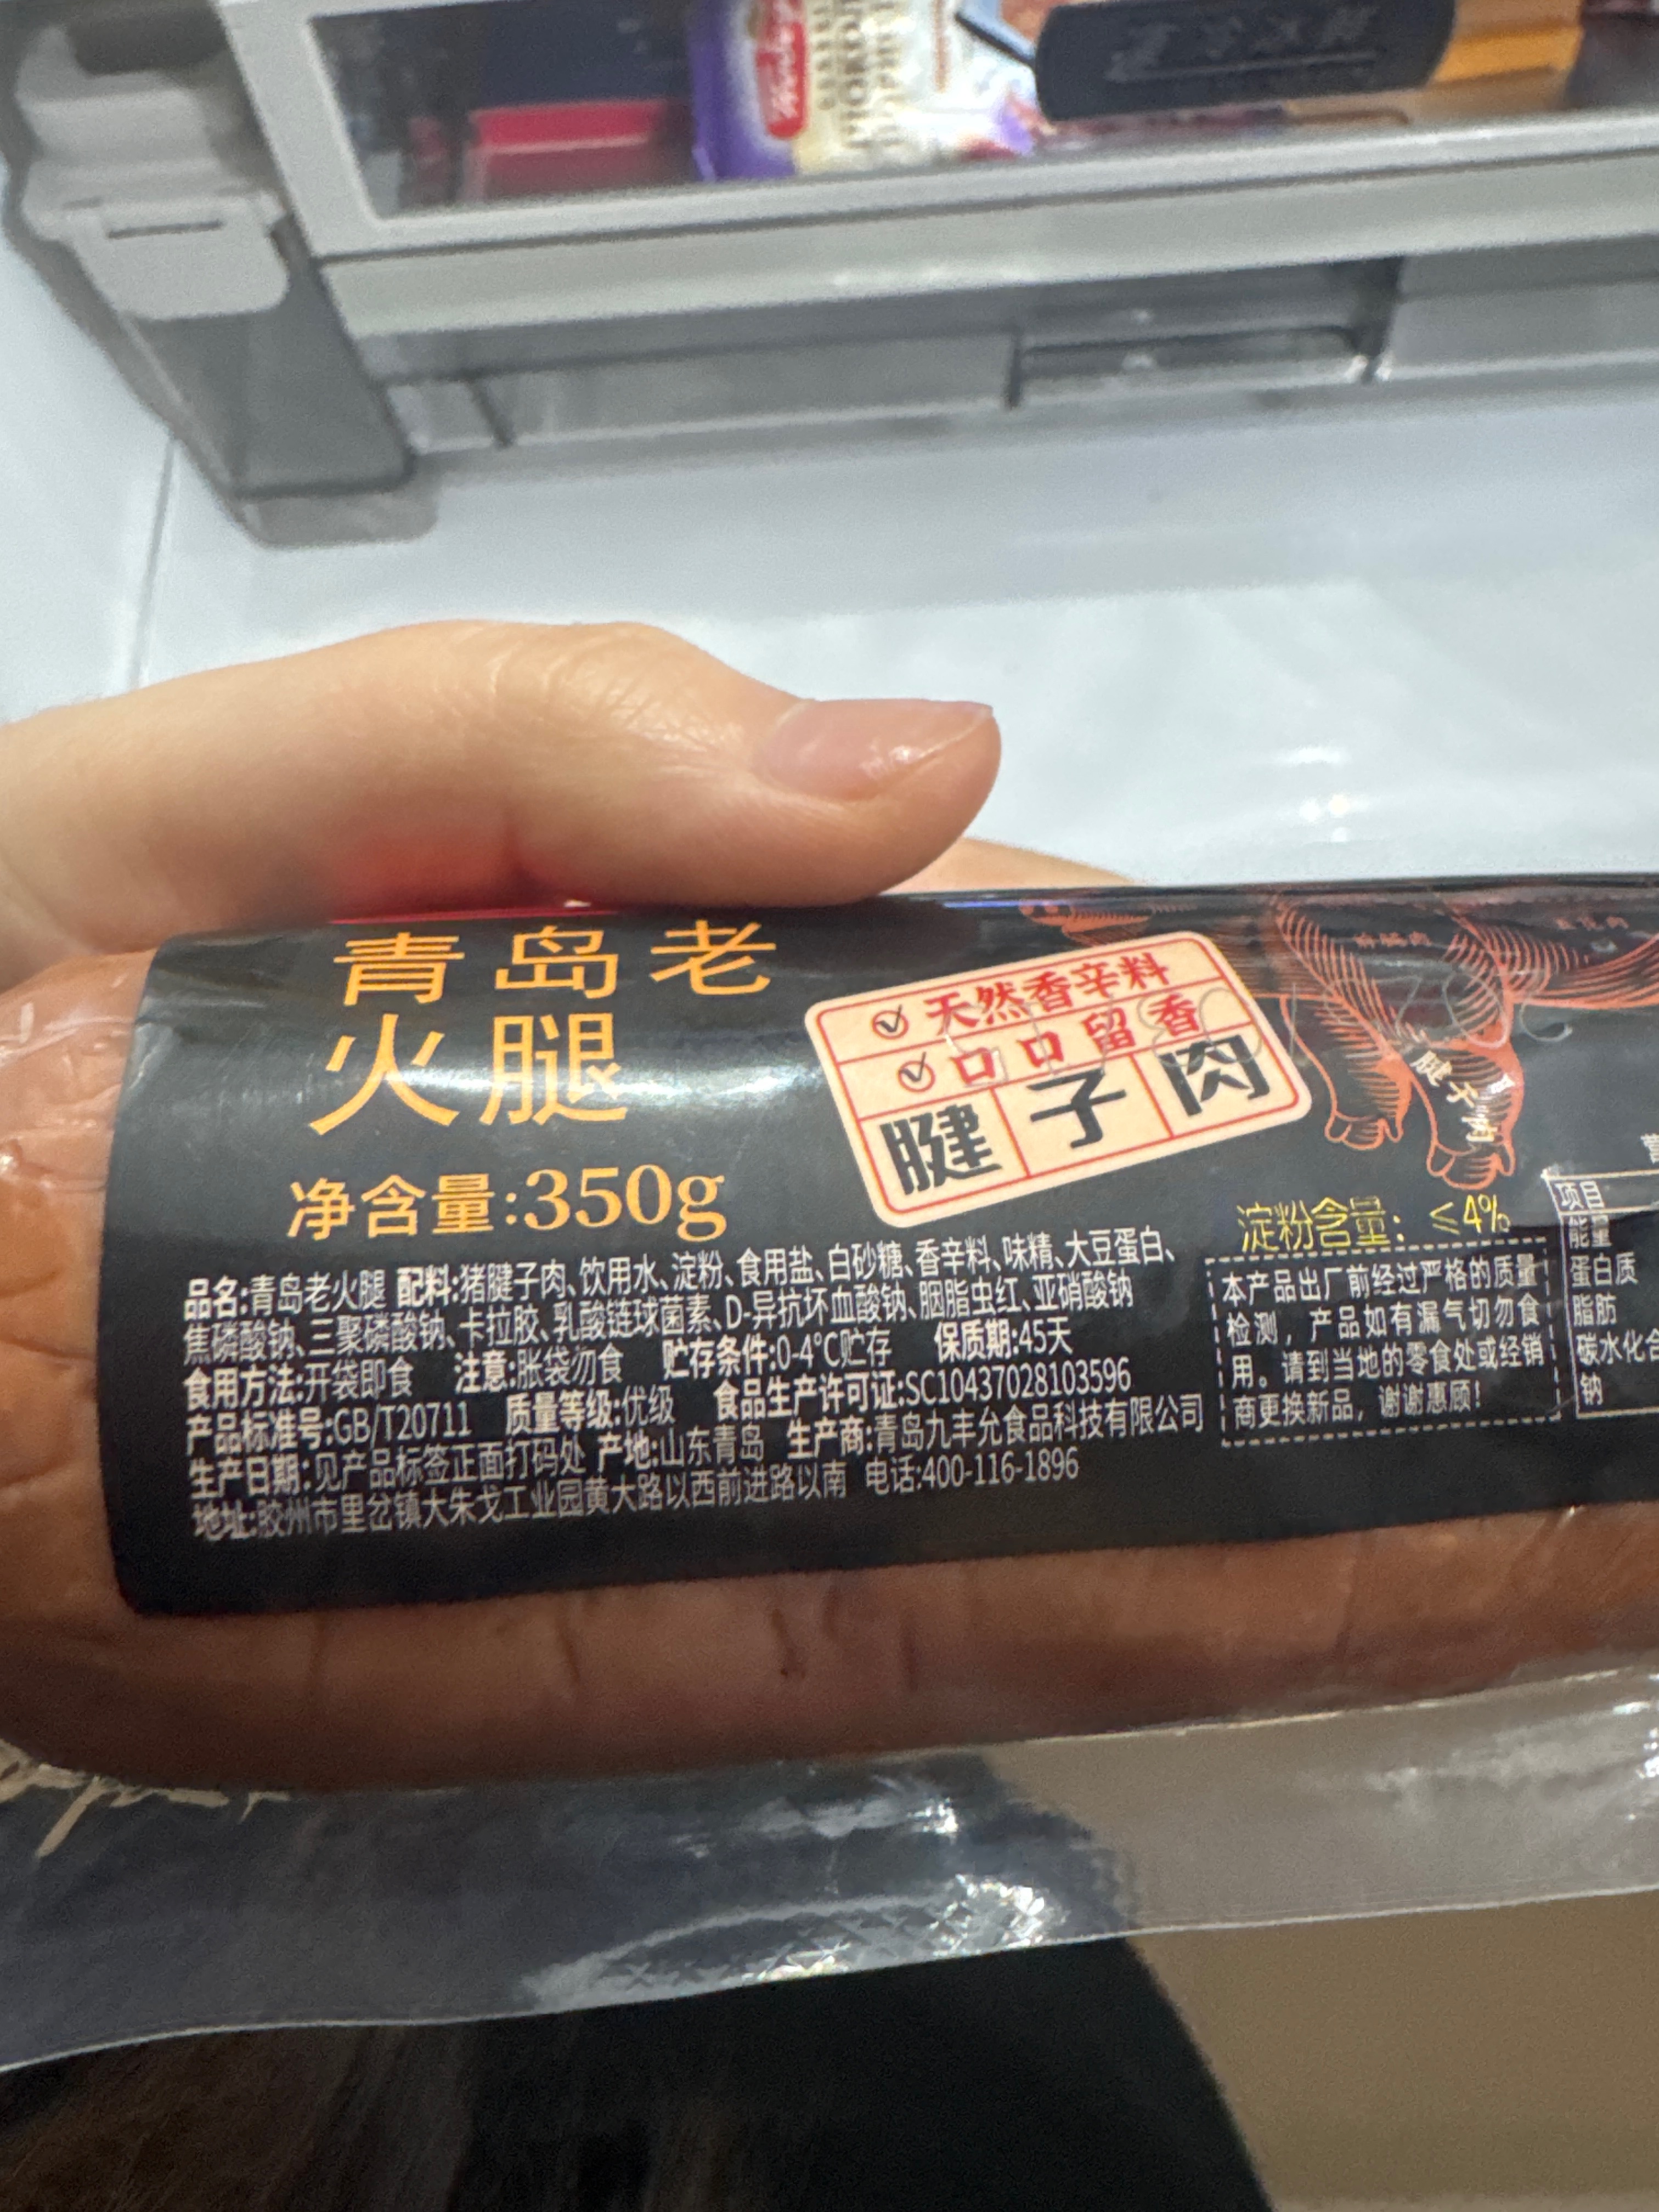 青岛老
火腿
净含量:350g
天然香辛料
口口留香
腱子肉
腱子肉
淀粉含量：≤4%
品名:青岛老火腿 配料:猪腱子肉、饮用水、淀粉、食用盐、白砂糖、香辛料、味精、大豆蛋白、
焦磷酸钠、三聚磷酸钠、卡拉胶、乳酸链球菌素、D-异抗坏血酸钠、胭脂虫红、亚硝酸钠
食用方法:开袋即食 注意:胀袋勿食 贮存条件:0-4℃贮存 保质期:45天
产品标准号:GB/T20711 质量等级:优级 食品生产许可证:SC10437028103596
生产日期:见产品标签正面打码处 产地:山东青岛 生产商:青岛九丰允食品科技有限公司
地址:胶州市里岔镇大朱戈工业园黄大路以西前进路以南 电话:400-116-1896
本产品出厂前经过严格的质量
检测，产品如有漏气切勿食
用。请到当地的零食处或经销
商更换新品，谢谢惠顾！
项目
能量
蛋白质
脂肪
碳水化合
钠